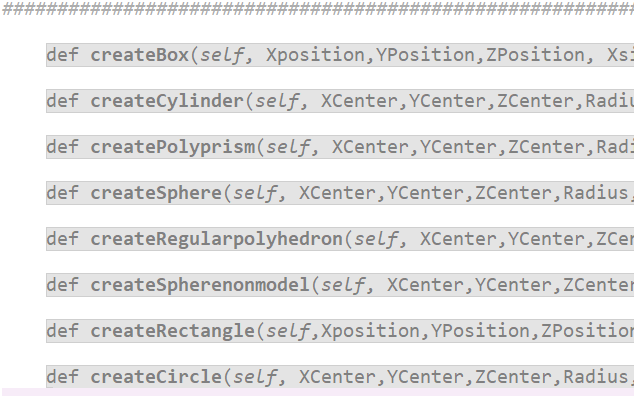 ##########################################################
def createBox(self, Xposition,YPosition,ZPosition,
def createCylinder(self, XCenter,YCenter,ZCenter,Radiu
def createPolyprism(self, XCenter,YCenter,ZCenter,Radi
def createSphere(self, XCenter,YCenter,ZCenter,Radius,
def createRegularpolyhedron(self, XCenter,YCenter,ZCen
def createSpherenonmodel(self, XCenter,YCenter,ZCenter
def createRectangle(self,Xposition,YPosition,ZPosition
def createCircle(self, XCenter,YCenter,ZCenter,Radius,